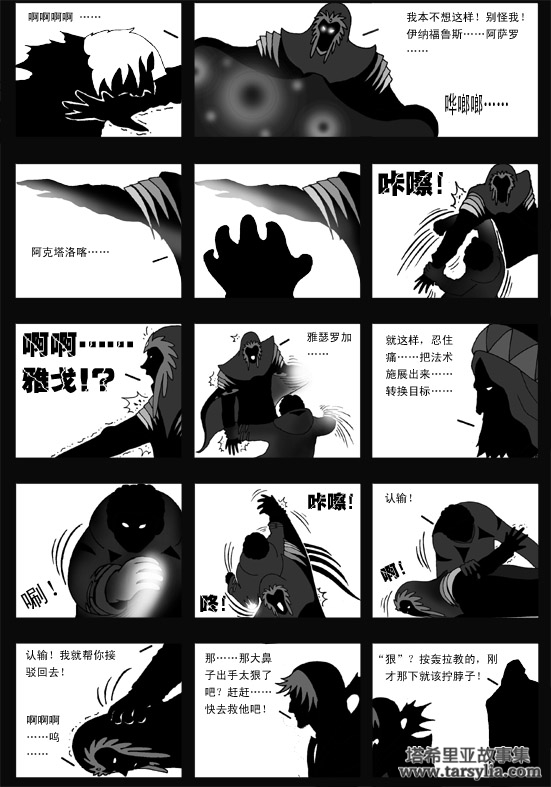 啊啊啊啊 ……
我本不想这样！别怪我！
伊纳福鲁斯……阿萨罗
……
哗啷啷……
阿克塔洛喀……
咔嚓！
啊啊……
雅戈！？
雅瑟罗加
……
就这样，忍住
痛……把法术
施展出来……
转换目标……
唰！
咔嚓！
咚！
认输！
啊！
认输！我就帮你接
驳回去！
啊啊啊
……呜
……
那……那大鼻
子出手太狠了
吧？赶赶……
快去救他吧！
“狠”？按轰拉教的，刚
才那下就该拧脖子！
塔希里亚故事集
www.tarsylia.com